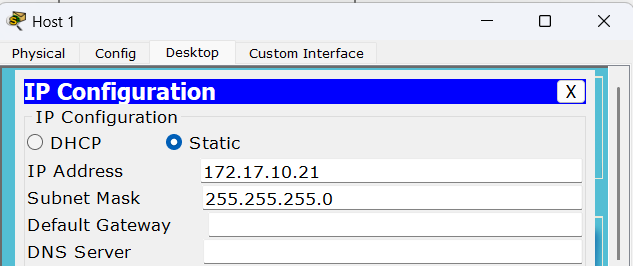 Host 1
Physical Config Desktop Custom Interface
IP Configuration X
IP Configuration
DHCP Static
IP Address 172.17.10.21
Subnet Mask 255.255.255.0
Default Gateway
DNS Server